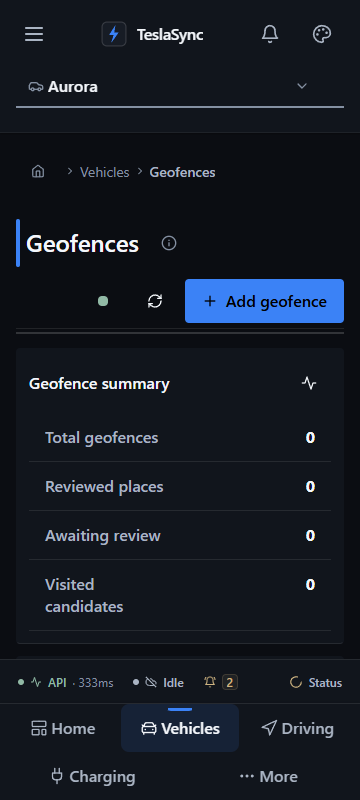 TeslaSync
Aurora
Vehicles
Geofences
Geofences
Add geofence
Geofence summary
Total geofences 0
Reviewed places 0
Awaiting review 0
Visited candidates 0
API · 333ms
Idle
2
Status
Home
Vehicles
Driving
Charging
More